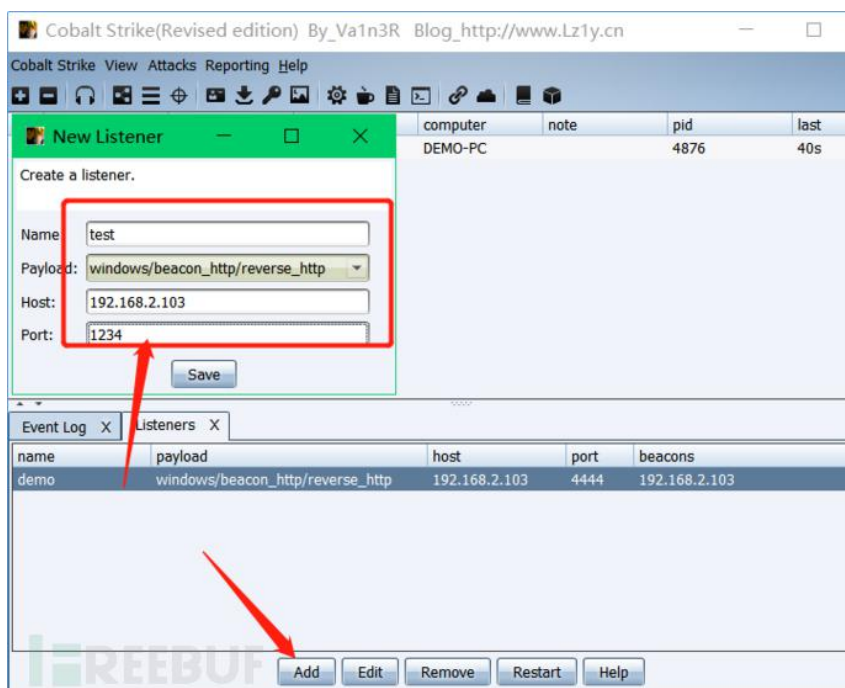 Cobalt Strike(Revised edition) By_Va1n3R Blog_http://www.Lz1y.cn
Cobalt Strike View Attacks Reporting Help
computer note pid last
DEMO-PC 4876 40s
New Listener
Create a listener.
Name: test
Payload: windows/beacon_http/reverse_http
Host: 192.168.2.103
Port: 1234
Save
Event Log X Listeners X
name payload host port beacons
demo windows/beacon_http/reverse_http 192.168.2.103 4444 192.168.2.103
FREEBUF
Add Edit Remove Restart Help